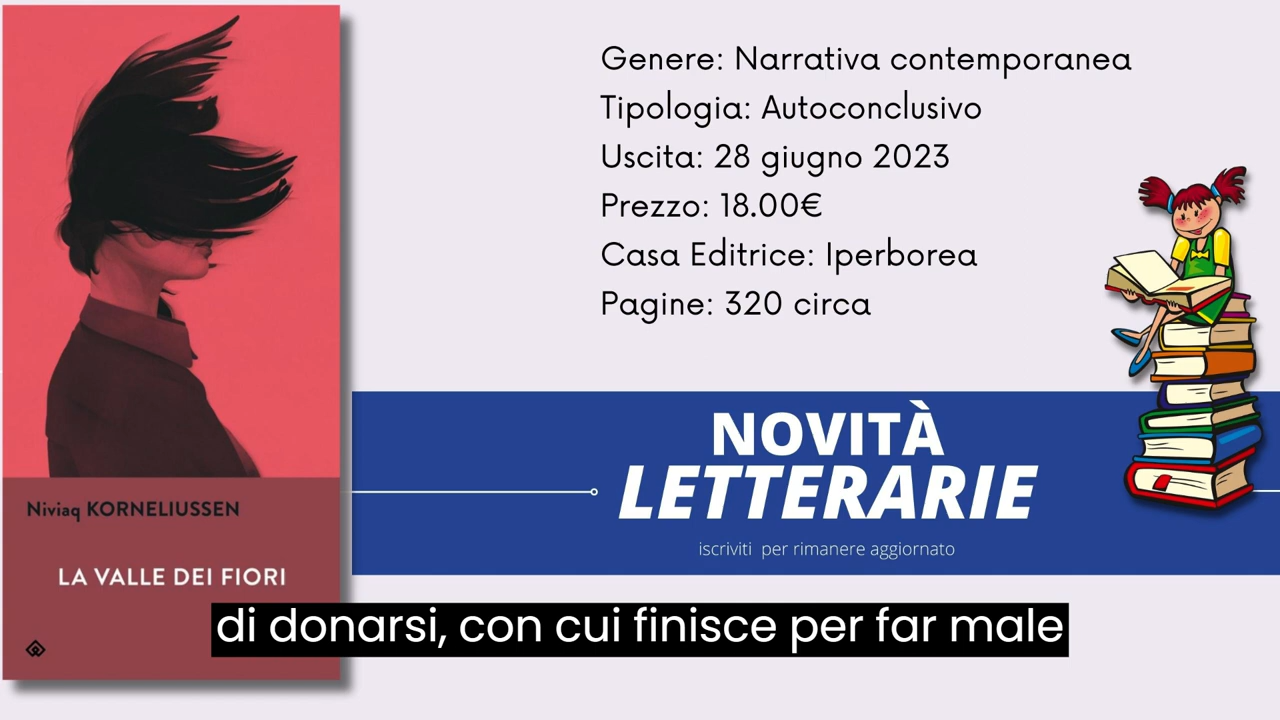 Genere: Narrativa contemporanea
Tipologia: Autoconclusivo
Uscita: 28 giugno 2023
Prezzo: 18.00€
Casa Editrice: Iperborea
Pagine: 320 circa
NOVITÀ
LETTERARIE
iscriviti per rimanere aggiornato
Niviaq KORNELIUSSEN
LA VALLE DEI FIORI
di donarsi, con cui finisce per far male